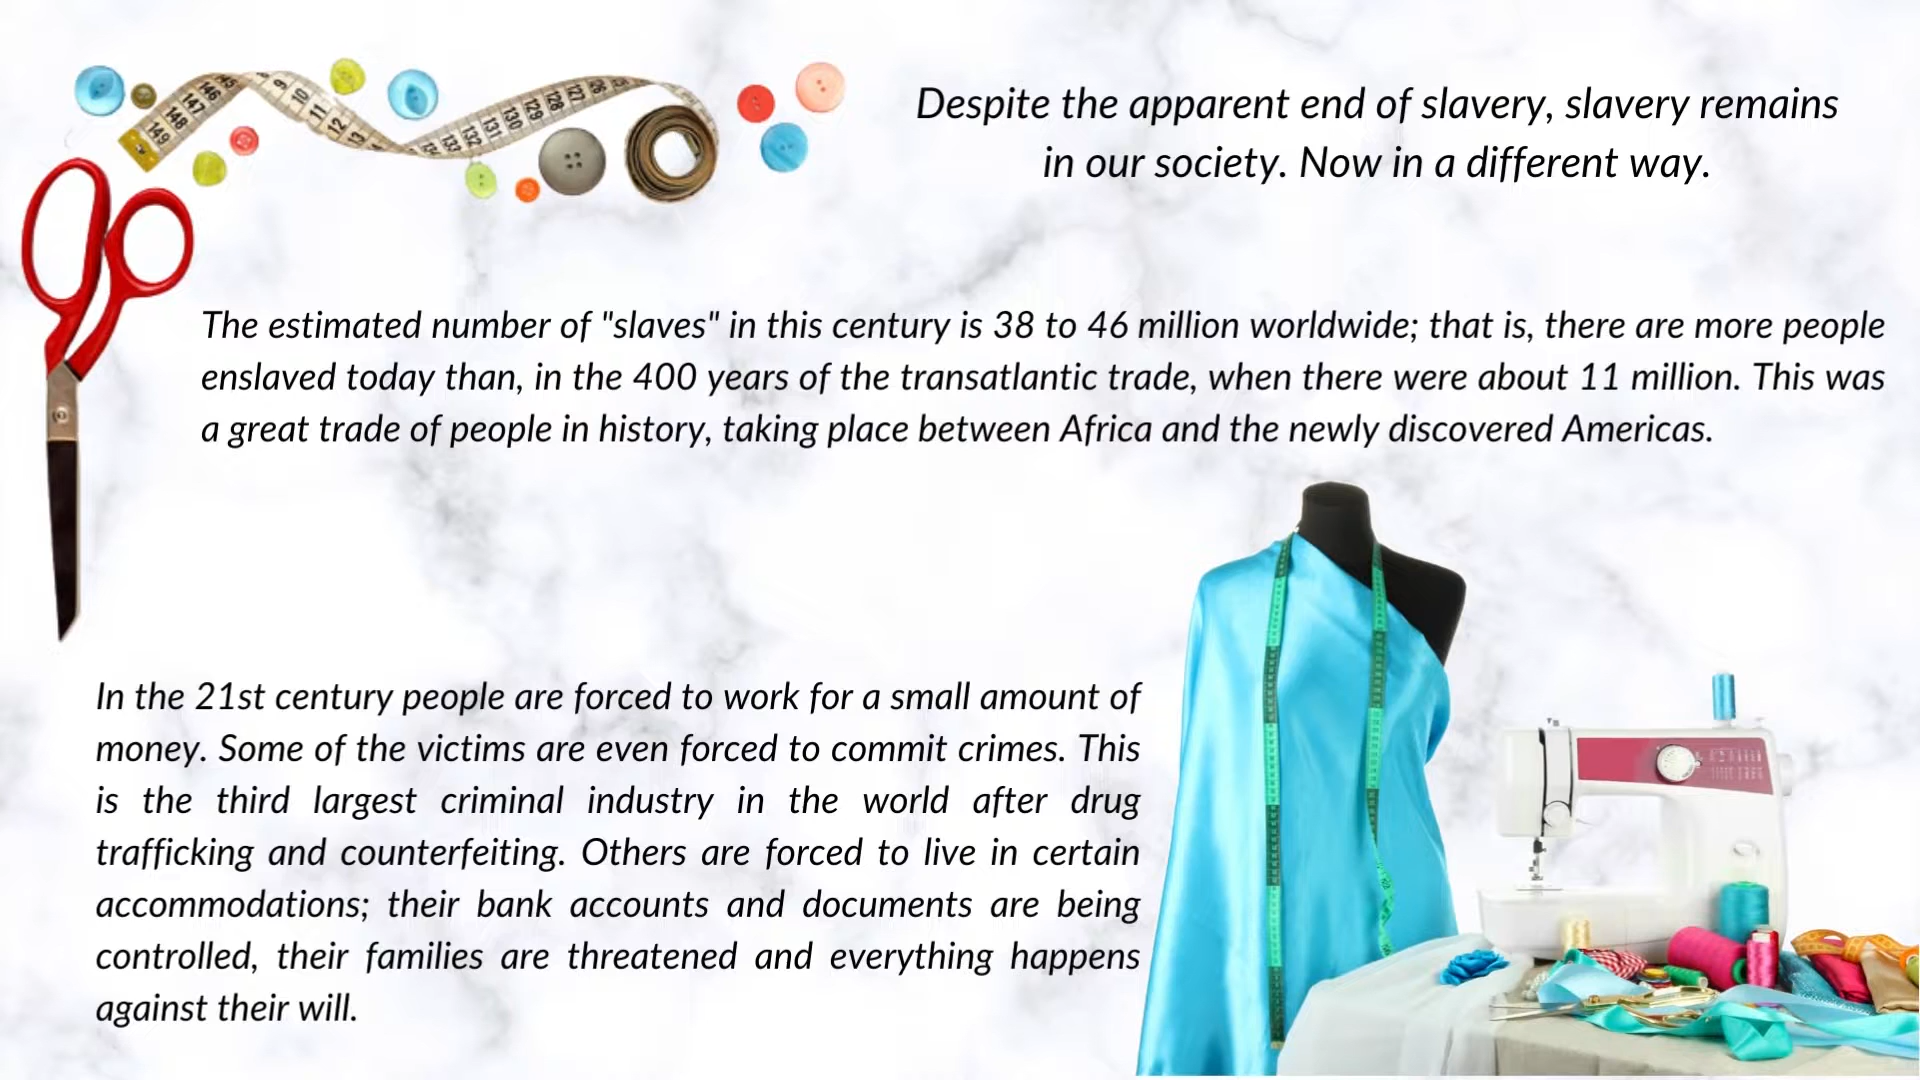 Despite the apparent end of slavery, slavery remains
in our society. Now in a different way.
The estimated number of "slaves" in this century is 38 to 46 million worldwide; that is, there are more people
enslaved today than, in the 400 years of the transatlantic trade, when there were about 11 million. This was
a great trade of people in history, taking place between Africa and the newly discovered Americas.
In the 21st century people are forced to work for a small amount of
money. Some of the victims are even forced to commit crimes. This
is the third largest criminal industry in the world after drug
trafficking and counterfeiting. Others are forced to live in certain
accommodations; their bank accounts and documents are being
controlled, their families are threatened and everything happens
against their will.